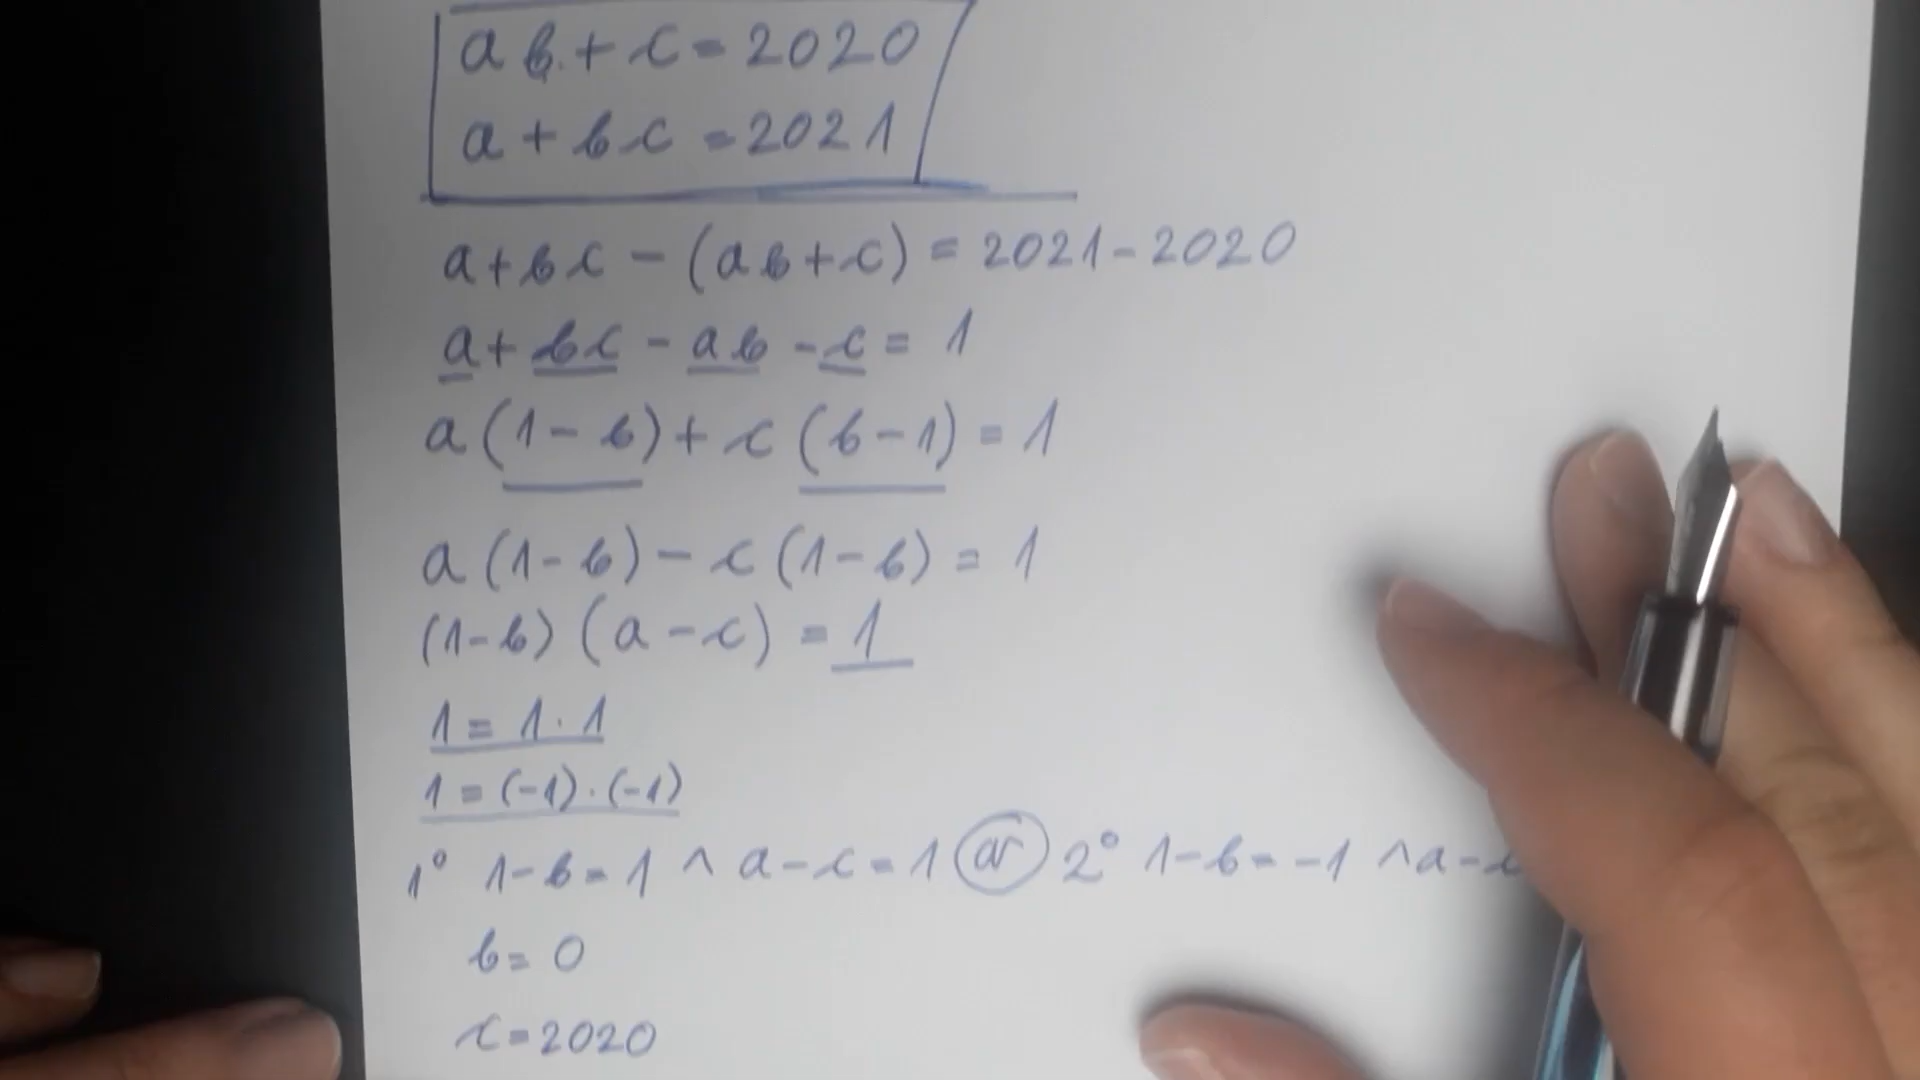 ab+c=2020
a+bc=2021
a+bc-(ab+c)=2021-2020
a+bc-ab-c=1
a(1-b)+c(b-1)=1
a(1-b)-c(1-b)=1
(1-b)(a-c)=1
1=1·1
1=(-1)·(-1)
1° 1-b=1 ∧ a-c=1 or 2° 1-b=-1 ∧ a-c
b=0
c=2020